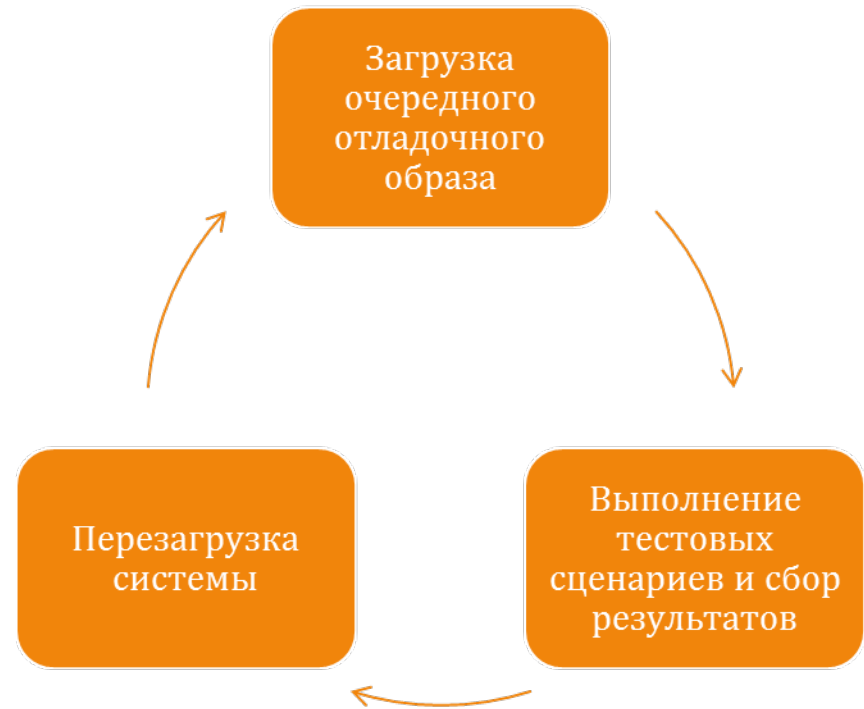 Загрузка
очередного
отладочного
образа
Выполнение
тестовых
сценариев и сбор
результатов
Перезагрузка
системы